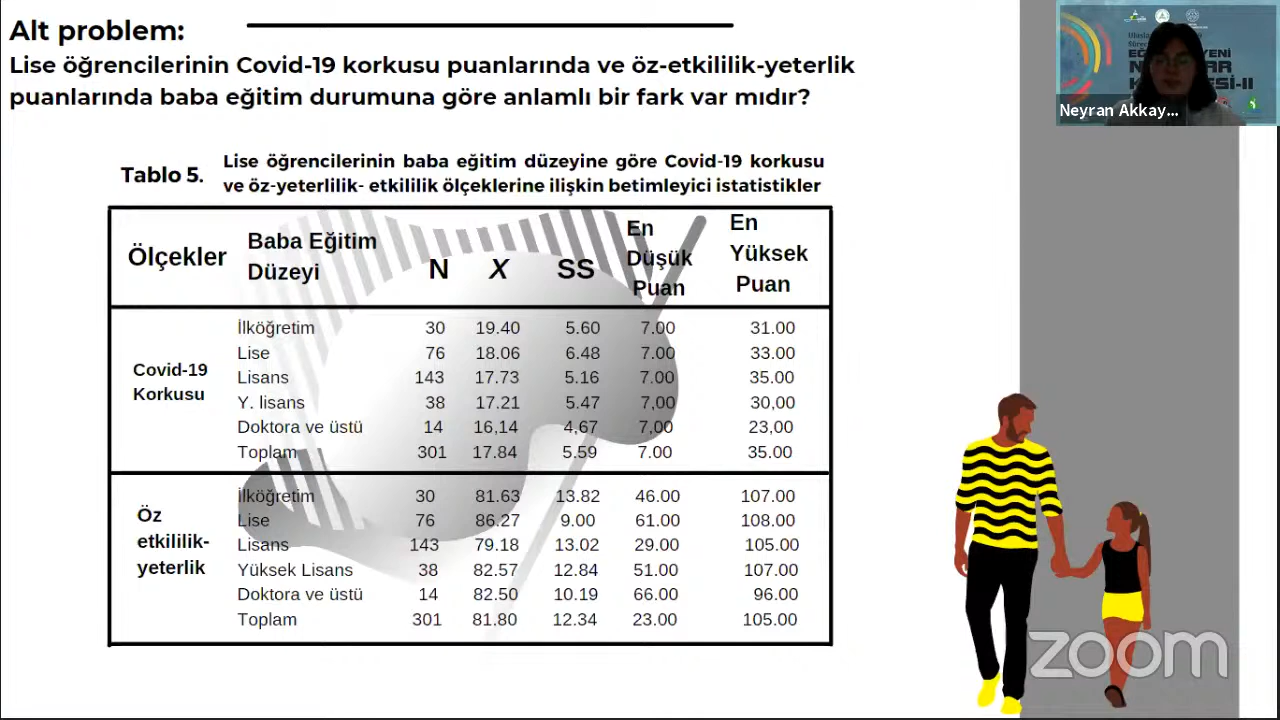 Alt problem:
Lise öğrencilerinin Covid-19 korkusu puanlarında ve öz-etkililik-yeterlik
puanlarında baba eğitim durumuna göre anlamlı bir fark var mıdır?
Neyran Akkay...
Tablo 5.
Lise öğrencilerinin baba eğitim düzeyine göre Covid-19 korkusu
ve öz-yeterlilik- etkililik ölçeklerine ilişkin betimleyici istatistikler
Ölçekler
Baba Eğitim
Düzeyi
N
X
SS
En
Düşük
Puan
En
Yüksek
Puan
Covid-19
Korkusu
İlköğretim 30 19.40 5.60 7.00 31.00
Lise 76 18.06 6.48 7.00 33.00
Lisans 143 17.73 5.16 7.00 35.00
Y. lisans 38 17.21 5.47 7,00 30,00
Doktora ve üstü 14 16,14 4,67 7,00 23,00
Toplam 301 17.84 5.59 7.00 35.00
Öz
etkililik-
yeterlik
İlköğretim 30 81.63 13.82 46.00 107.00
Lise 76 86.27 9.00 61.00 108.00
Lisans 143 79.18 13.02 29.00 105.00
Yüksek Lisans 38 82.57 12.84 51.00 107.00
Doktora ve üstü 14 82.50 10.19 66.00 96.00
Toplam 301 81.80 12.34 23.00 105.00
zoom